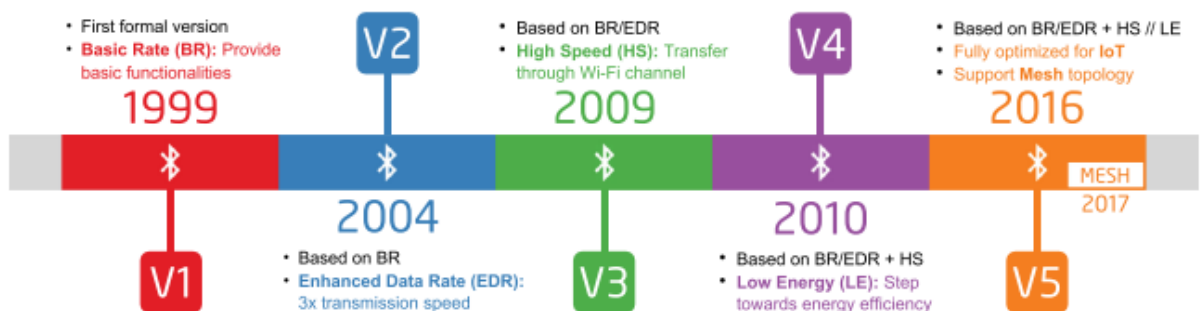 • First formal version
• Basic Rate (BR): Provide
basic functionalities
1999
V1
V2
2004
• Based on BR
• Enhanced Data Rate (EDR):
3x transmission speed
• Based on BR/EDR
• High Speed (HS): Transfer
through Wi-Fi channel
2009
V3
V4
2010
• Based on BR/EDR + HS
• Low Energy (LE): Step
towards energy efficiency
• Based on BR/EDR + HS // LE
• Fully optimized for IoT
• Support Mesh topology
2016
MESH
2017
V5